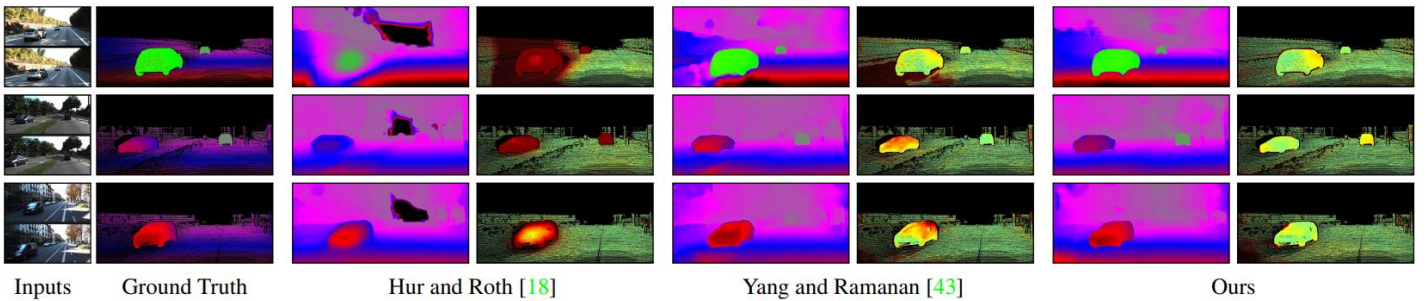 Inputs
Ground Truth
Hur and Roth [18]
Yang and Ramanan [43]
Ours